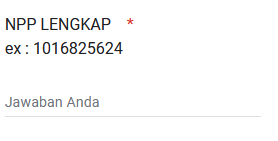 NPP LENGKAP *
ex : 1016825624
Jawaban Anda